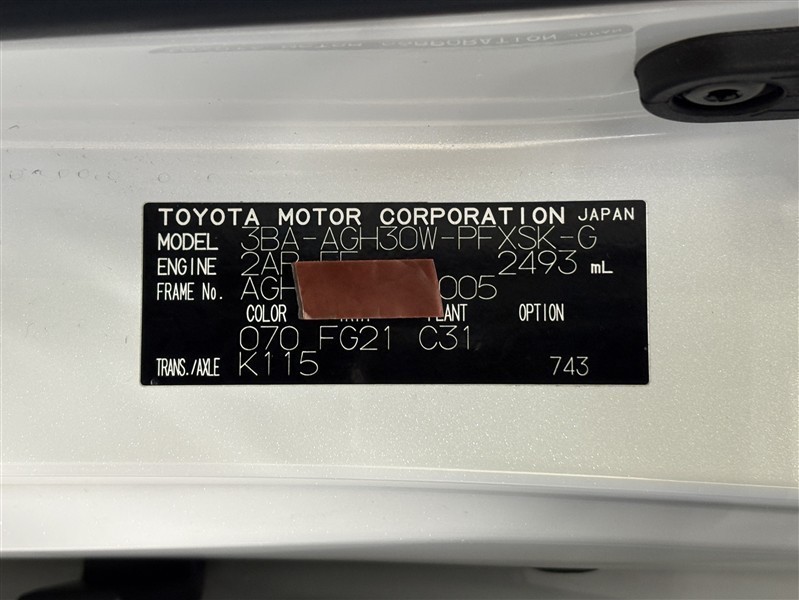 TOYOTA MOTOR CORPORATION JAPAN
MODEL 3BA-AGH30W-PFXSK-G
ENGINE 2493 mL
FRAME No. AGH 005
COLOR PLANT OPTION
070 FG21 C31
TRANS./AXLE K115 743